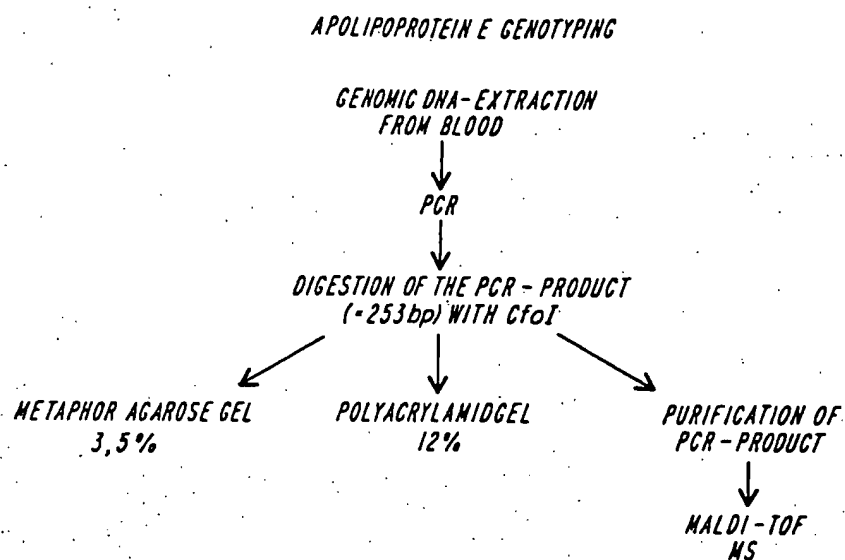 APOLIPOPROTEIN E GENOTYPING
GENOMIC DNA-EXTRACTION
FROM BLOOD
PCR
DIGESTION OF THE PCR-PRODUCT
(=253bp) WITH CfoI
METAPHOR AGAROSE GEL
3,5%
POLYACRYLAMIDGEL
12%
PURIFICATION OF
PCR-PRODUCT
MALDI-TOF
MS